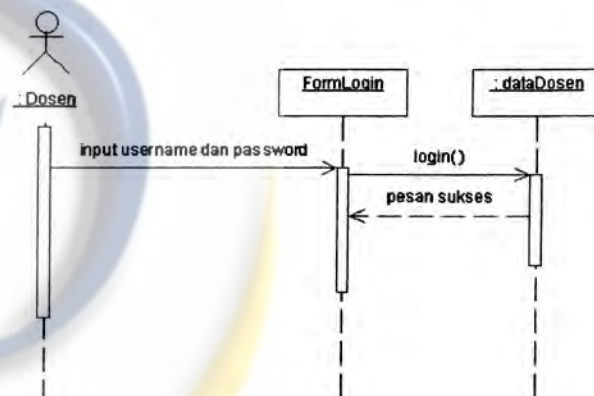 FormLogin
: dataDosen
: Dosen
input username dan password
login()
pesan sukses